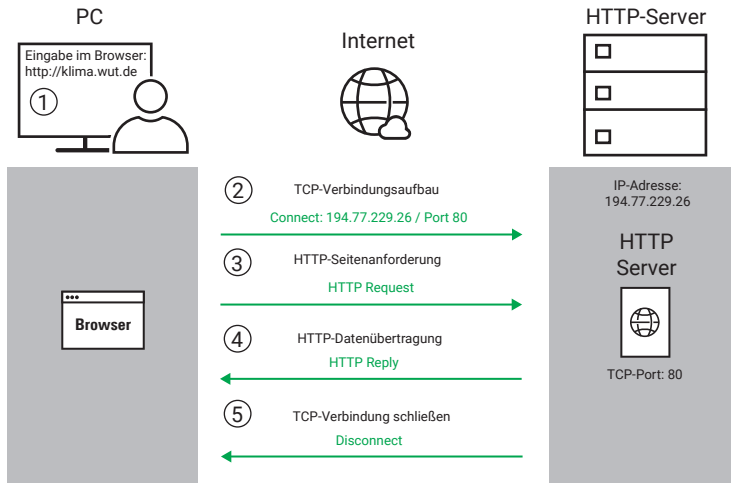 PC
Internet
HTTP-Server
Eingabe im Browser:
http://klima.wut.de
1
2
TCP-Verbindungsaufbau
Connect: 194.77.229.26 / Port 80
3
HTTP-Seitenanforderung
HTTP Request
4
HTTP-Datenübertragung
HTTP Reply
5
TCP-Verbindung schließen
Disconnect
Browser
IP-Adresse:
194.77.229.26
HTTP
Server
TCP-Port: 80